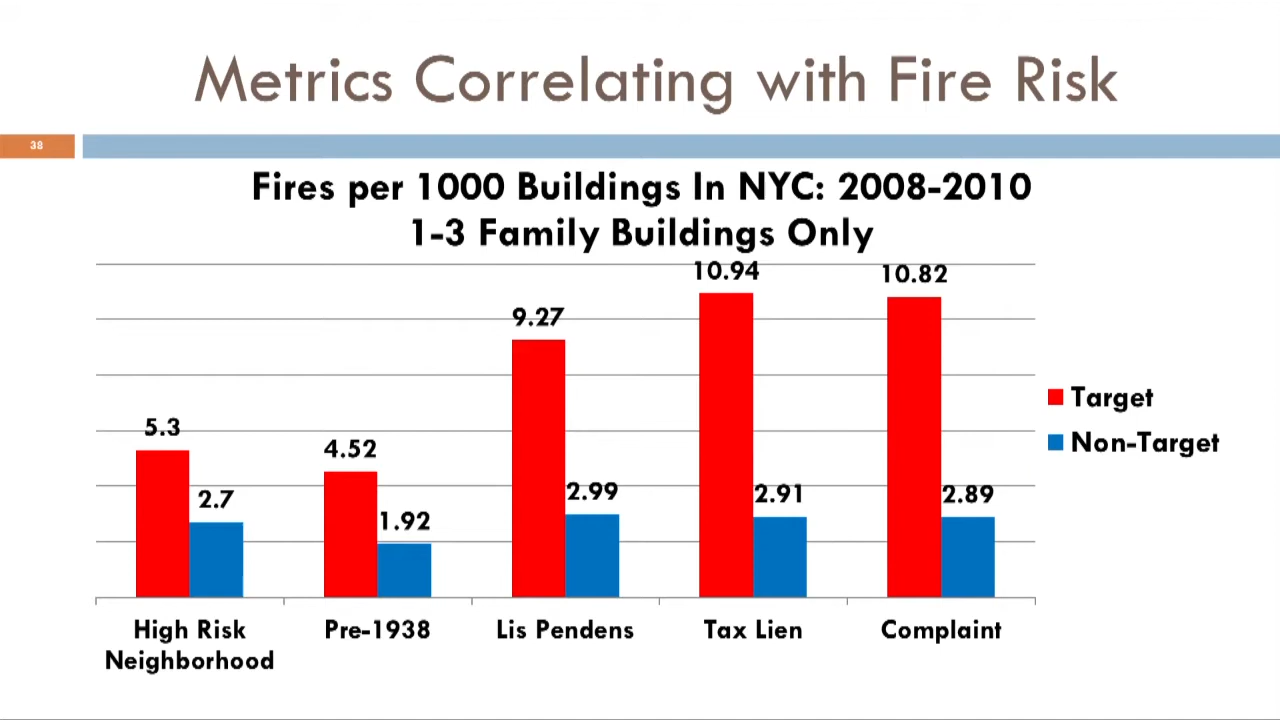 Metrics Correlating with Fire Risk
38
Fires per 1000 Buildings In NYC: 2008-2010
1-3 Family Buildings Only
5.3
2.7
4.52
1.92
9.27
2.99
10.94
2.91
10.82
2.89
Target
Non-Target
High Risk
Neighborhood
Pre-1938
Lis Pendens
Tax Lien
Complaint